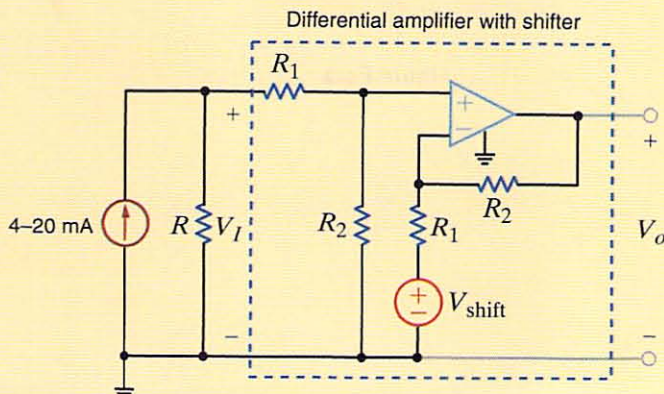 Differential amplifier with shifter
R1
+
+
−
+
R2
4–20 mA
R
VI
R2
R1
Vo
+
−
Vshift
−
−